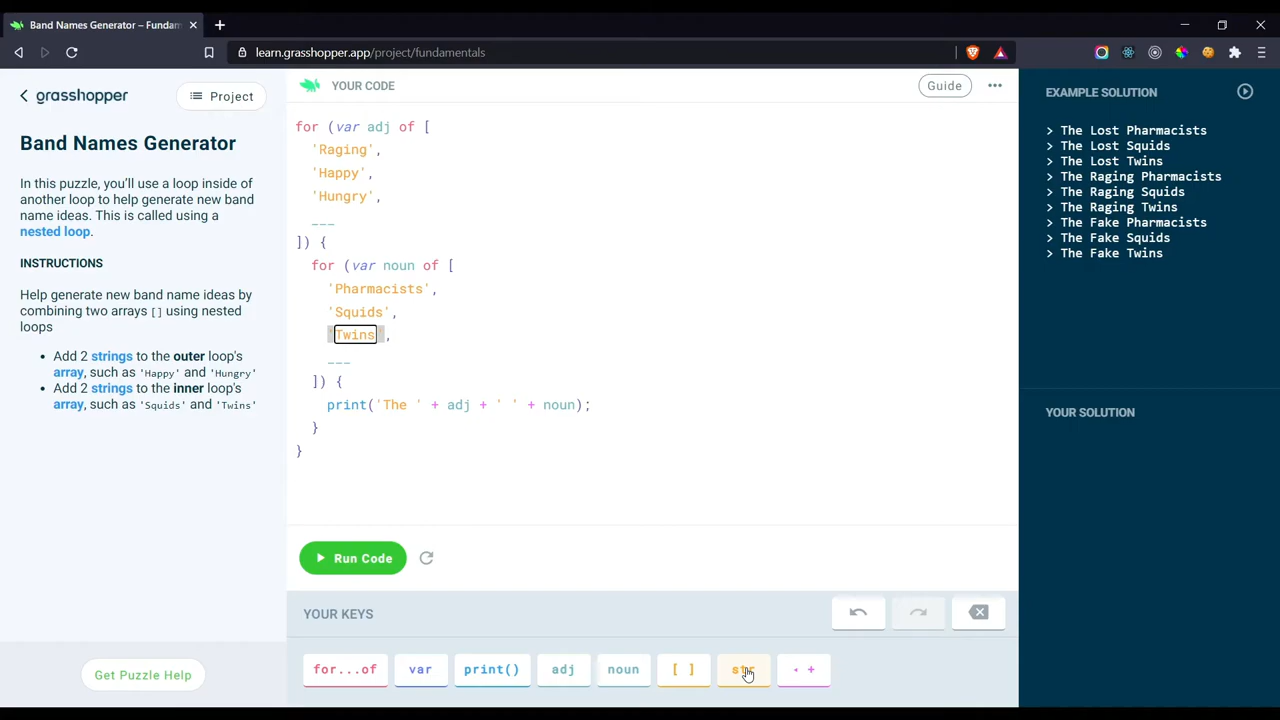 Band Names Generator – Fundam
learn.grasshopper.app/project/fundamentals
grasshopper
Project
Band Names Generator
In this puzzle, you'll use a loop inside of
another loop to help generate new band
name ideas. This is called using a
nested loop.
INSTRUCTIONS
Help generate new band name ideas by
combining two arrays [] using nested
loops
• Add 2 strings to the outer loop's
array, such as 'Happy' and 'Hungry'
• Add 2 strings to the inner loop's
array, such as 'Squids' and 'Twins'
Get Puzzle Help
YOUR CODE
Guide
for (var adj of [
'Raging',
'Happy',
'Hungry',
___
]) {
for (var noun of [
'Pharmacists',
'Squids',
'Twins',
___
]) {
print('The ' + adj + ' ' + noun);
}
}
Run Code
YOUR KEYS
for...of
var
print()
adj
noun
[ ]
str
+
EXAMPLE SOLUTION
> The Lost Pharmacists
> The Lost Squids
> The Lost Twins
> The Raging Pharmacists
> The Raging Squids
> The Raging Twins
> The Fake Pharmacists
> The Fake Squids
> The Fake Twins
YOUR SOLUTION